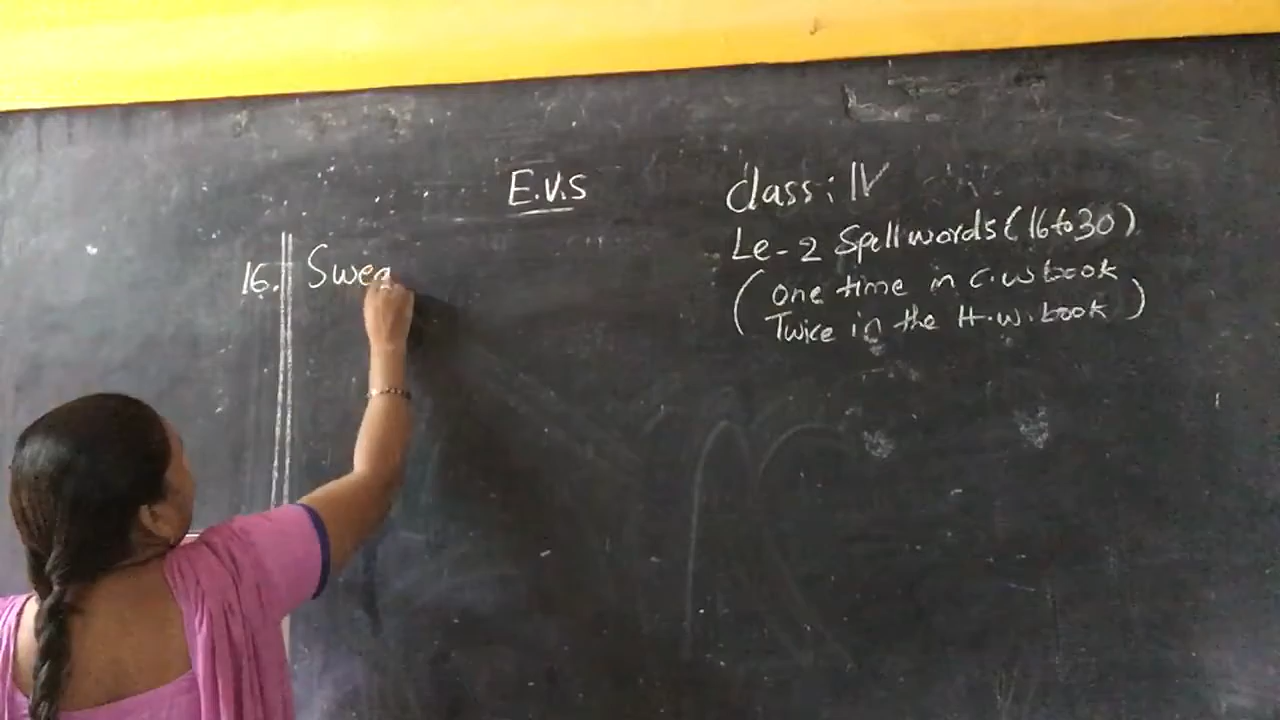 E.V.S
Class: IV
Le-2 Spell words (16 to 30)
(One time in C.W book
Twice in the H.W. book)
16. Swea